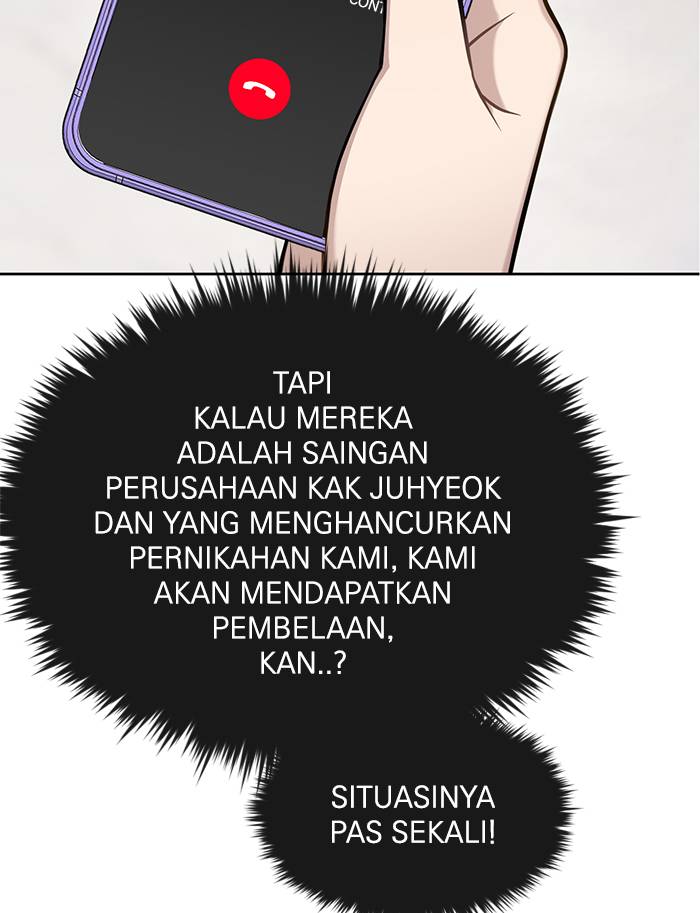 TAPI
KALAU MEREKA
ADALAH SAINGAN
PERUSAHAAN KAK JUHYEOK
DAN YANG MENGHANCURKAN
PERNIKAHAN KAMI, KAMI
AKAN MENDAPATKAN
PEMBELAAN,
KAN..?
SITUASINYA
PAS SEKALI!